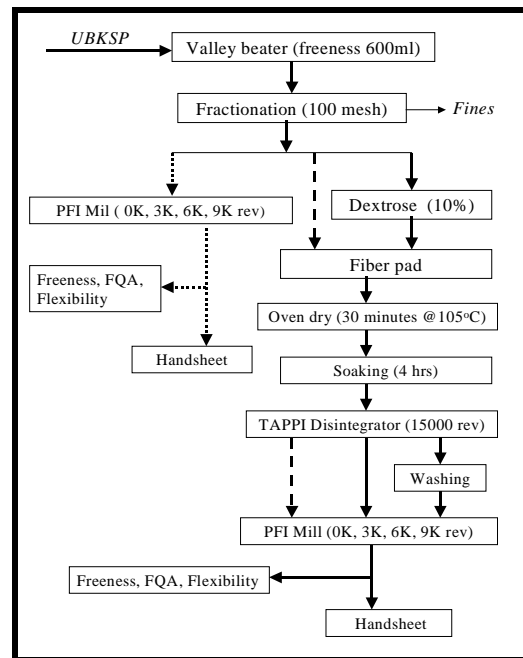 UBKSP
Valley beater (freeness 600ml)
Fractionation (100 mesh)
Fines
PFI Mil ( 0K, 3K, 6K, 9K rev)
Dextrose (10%)
Fiber pad
Freeness, FQA,
Flexibility
Oven dry (30 minutes @105°C)
Handsheet
Soaking (4 hrs)
TAPPI Disintegrator (15000 rev)
Washing
PFI Mill (0K, 3K, 6K, 9K rev)
Freeness, FQA, Flexibility
Handsheet